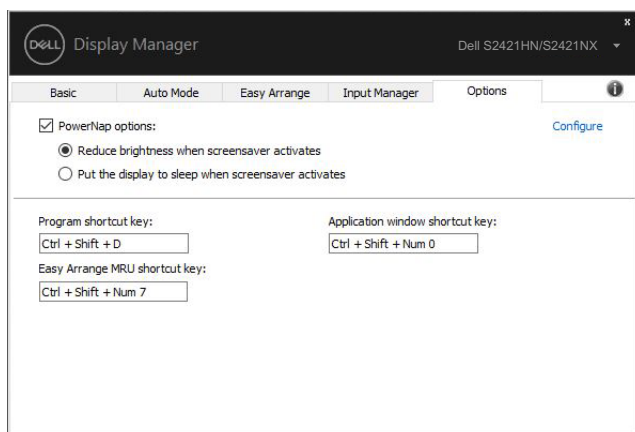 x
DELL Display Manager
Dell S2421HN/S2421NX
Basic Auto Mode Easy Arrange Input Manager Options
PowerNap options: Configure
Reduce brightness when screensaver activates
Put the display to sleep when screensaver activates
Program shortcut key: Application window shortcut key:
Ctrl + Shift + D Ctrl + Shift + Num 0
Easy Arrange MRU shortcut key:
Ctrl + Shift + Num 7